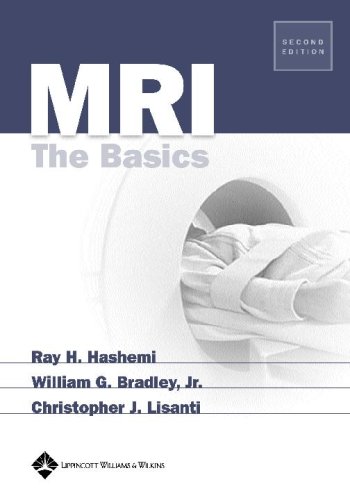 SECOND
EDITION
MRI
The Basics
Ray H. Hashemi
William G. Bradley, Jr.
Christopher J. Lisanti
LIPPINCOTT WILLIAMS & WILKINS